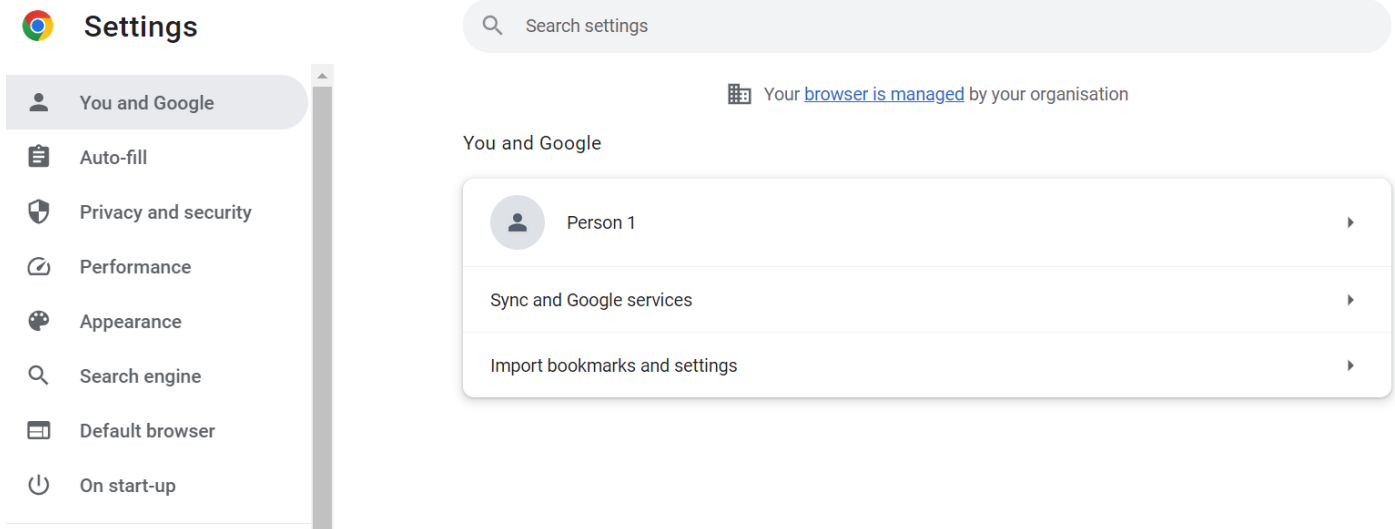 Settings
Search settings
You and Google
Auto-fill
Privacy and security
Performance
Appearance
Search engine
Default browser
On start-up
Your browser is managed by your organisation
You and Google
Person 1
Sync and Google services
Import bookmarks and settings